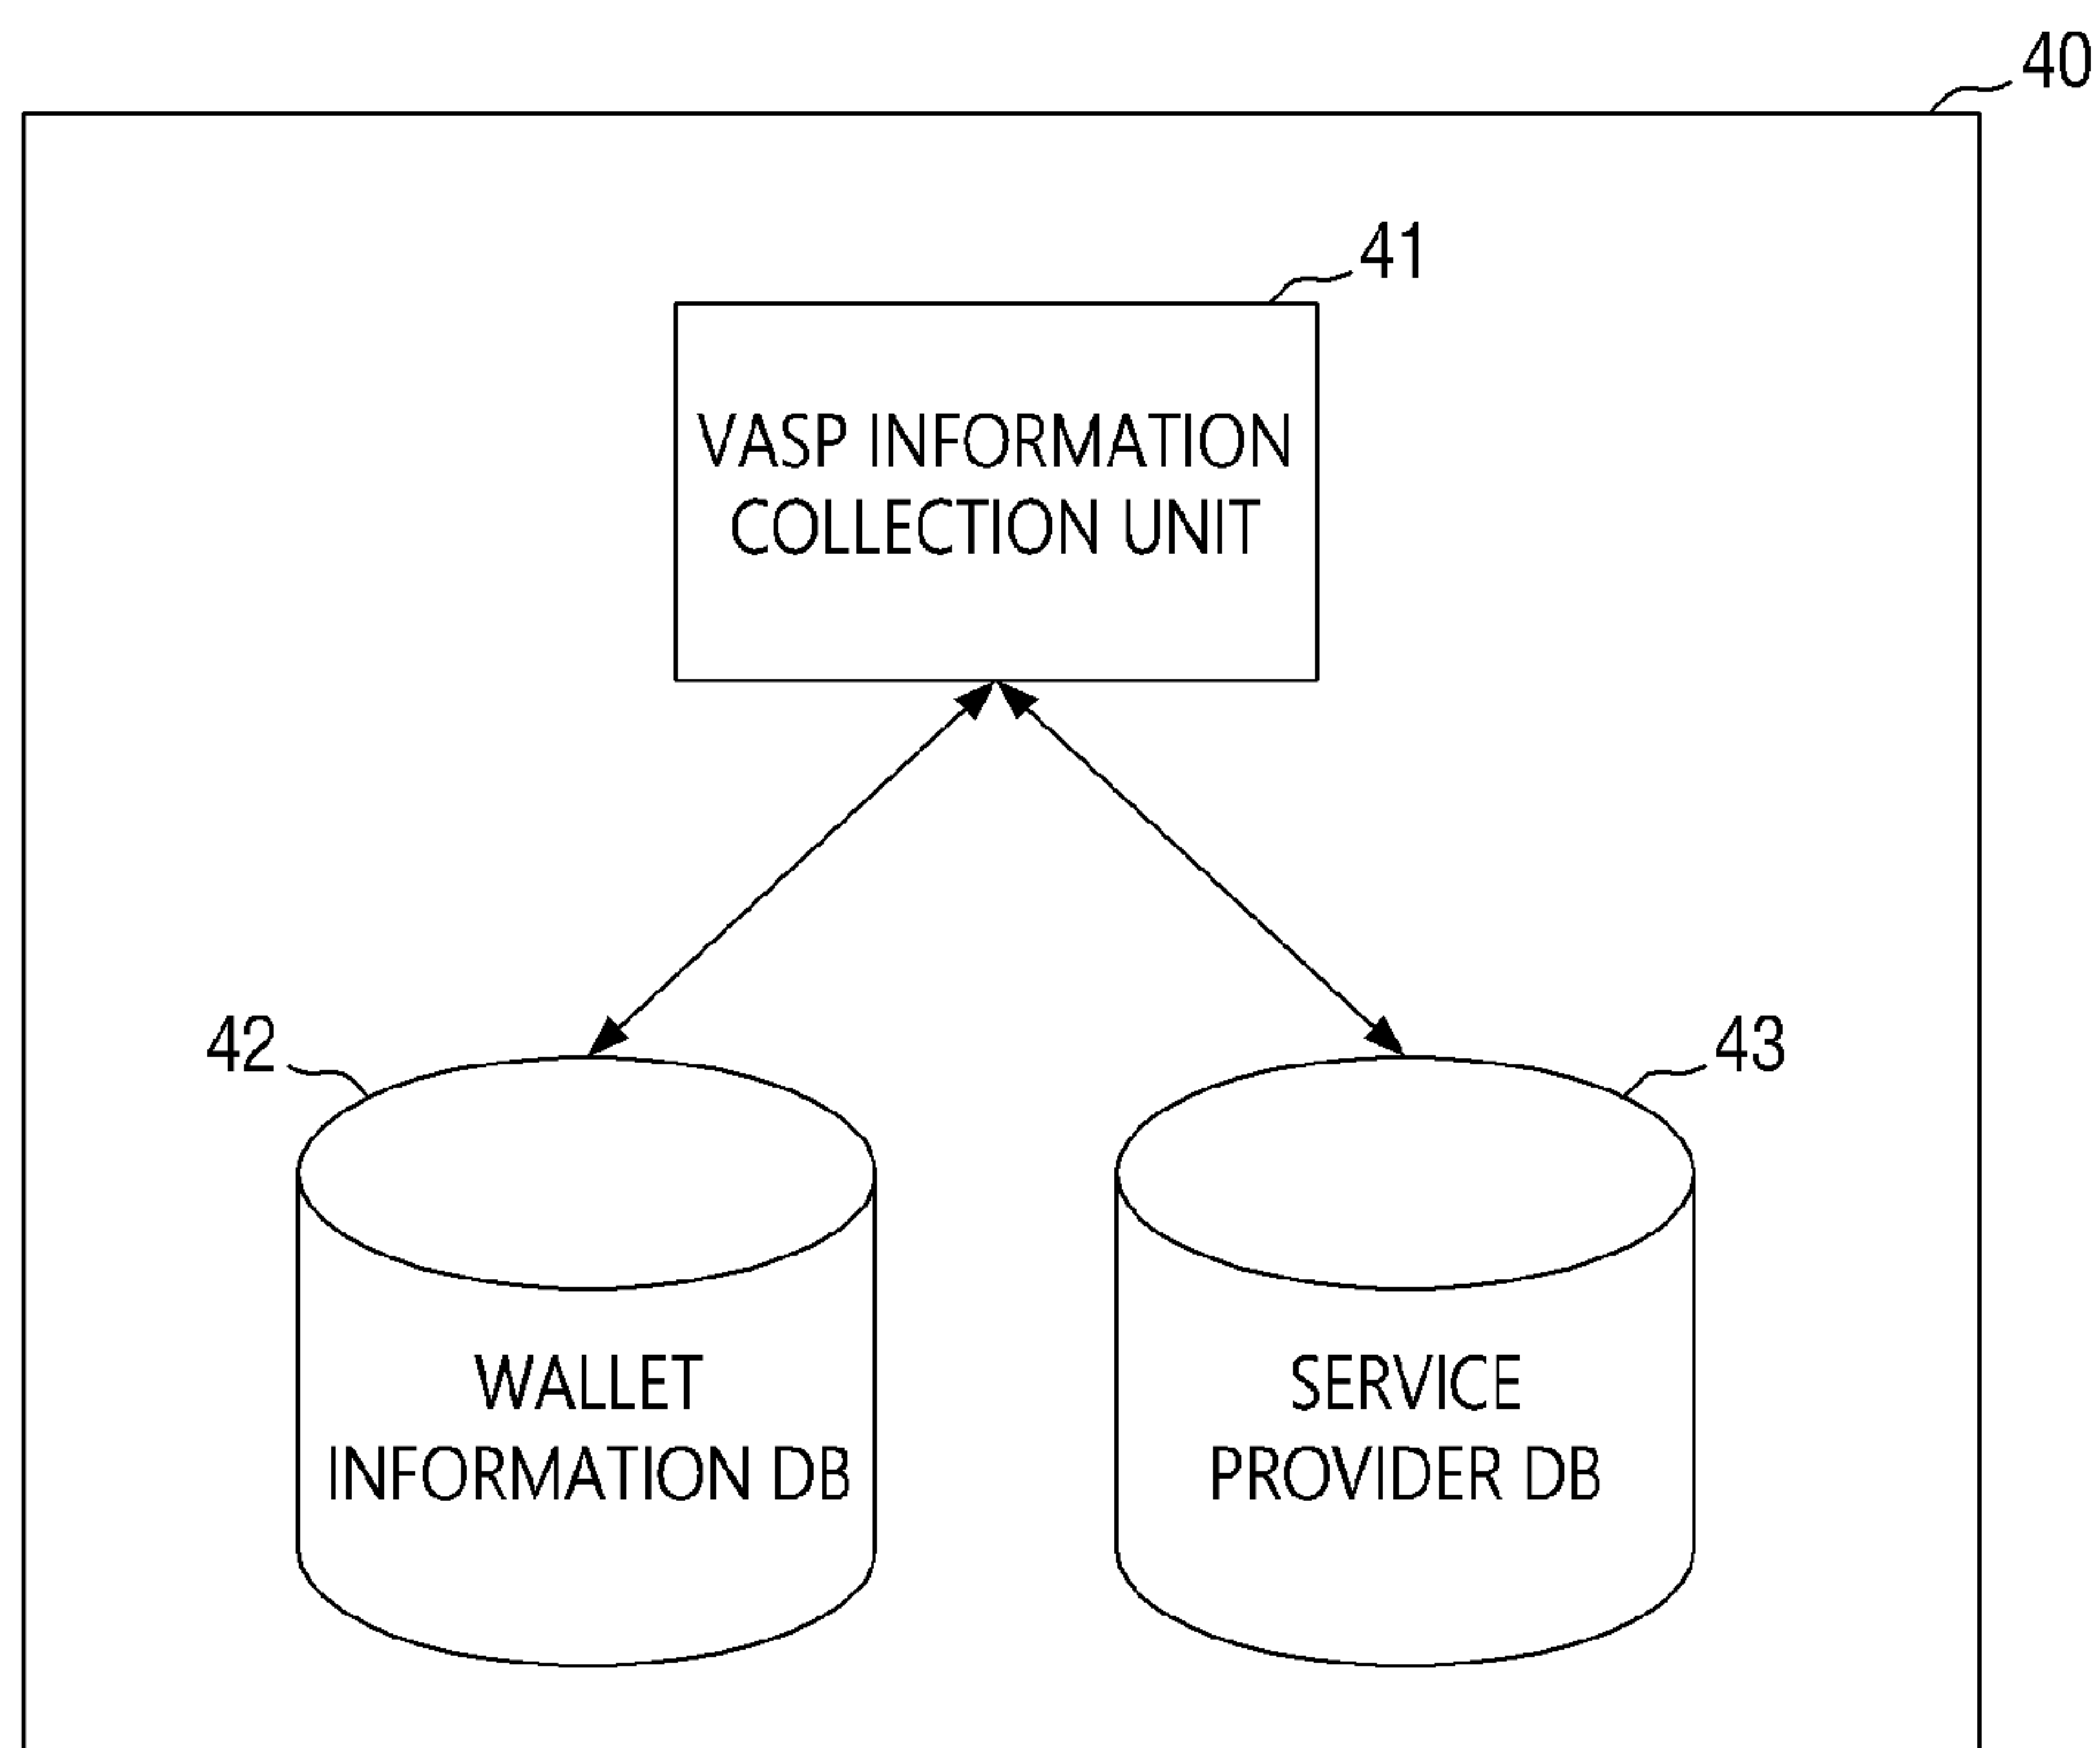 40
41
VASP INFORMATION
COLLECTION UNIT
42
43
WALLET
INFORMATION DB
SERVICE
PROVIDER DB